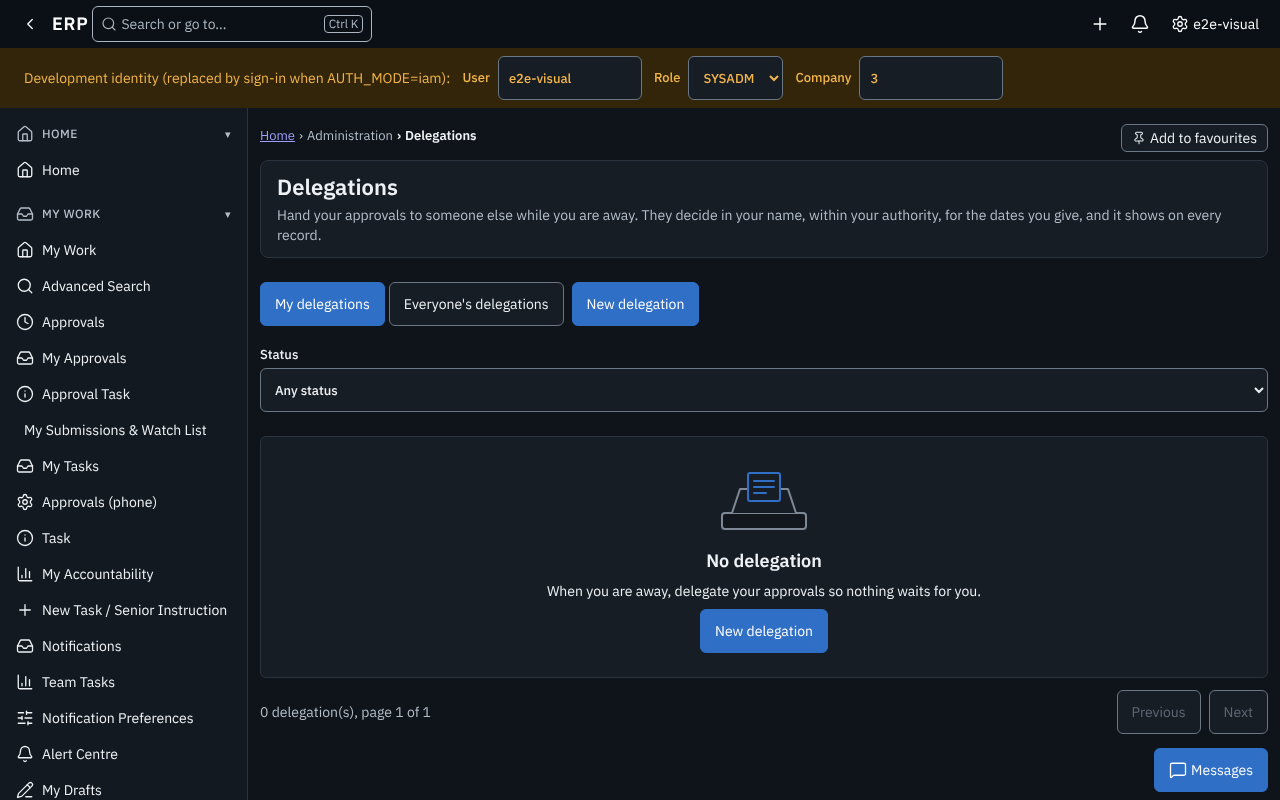 ERP
Search or go to...
Ctrl K
e2e-visual
Development identity (replaced by sign-in when AUTH_MODE=iam):
User
e2e-visual
Role
SYSADM
Company
3
HOME
Home
MY WORK
My Work
Advanced Search
Approvals
My Approvals
Approval Task
My Submissions & Watch List
My Tasks
Approvals (phone)
Task
My Accountability
New Task / Senior Instruction
Notifications
Team Tasks
Notification Preferences
Alert Centre
My Drafts
Home › Administration › Delegations
Add to favourites
Delegations
Hand your approvals to someone else while you are away. They decide in your name, within your authority, for the dates you give, and it shows on every
record.
My delegations
Everyone's delegations
New delegation
Status
Any status
No delegation
When you are away, delegate your approvals so nothing waits for you.
New delegation
0 delegation(s), page 1 of 1
Previous
Next
Messages